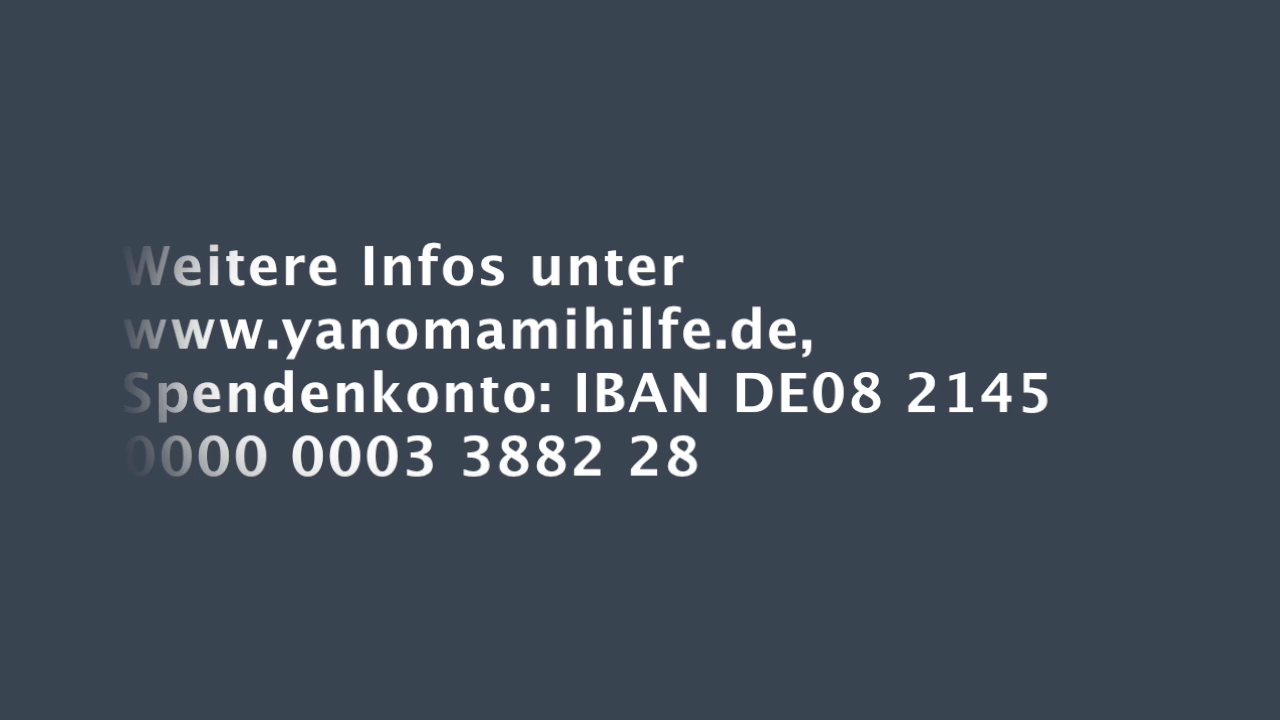 Weitere Infos unter
www.yanomamihilfe.de,
Spendenkonto: IBAN DE08 2145
0000 0003 3882 28